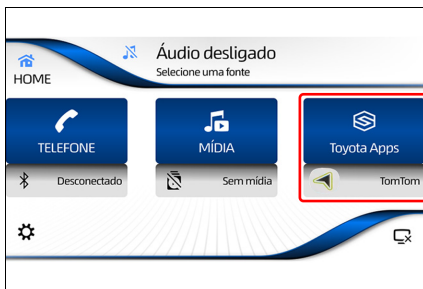 Áudio desligado
Selecione uma fonte
HOME
TELEFONE
MÍDIA
Toyota Apps
Desconectado
Sem mídia
TomTom